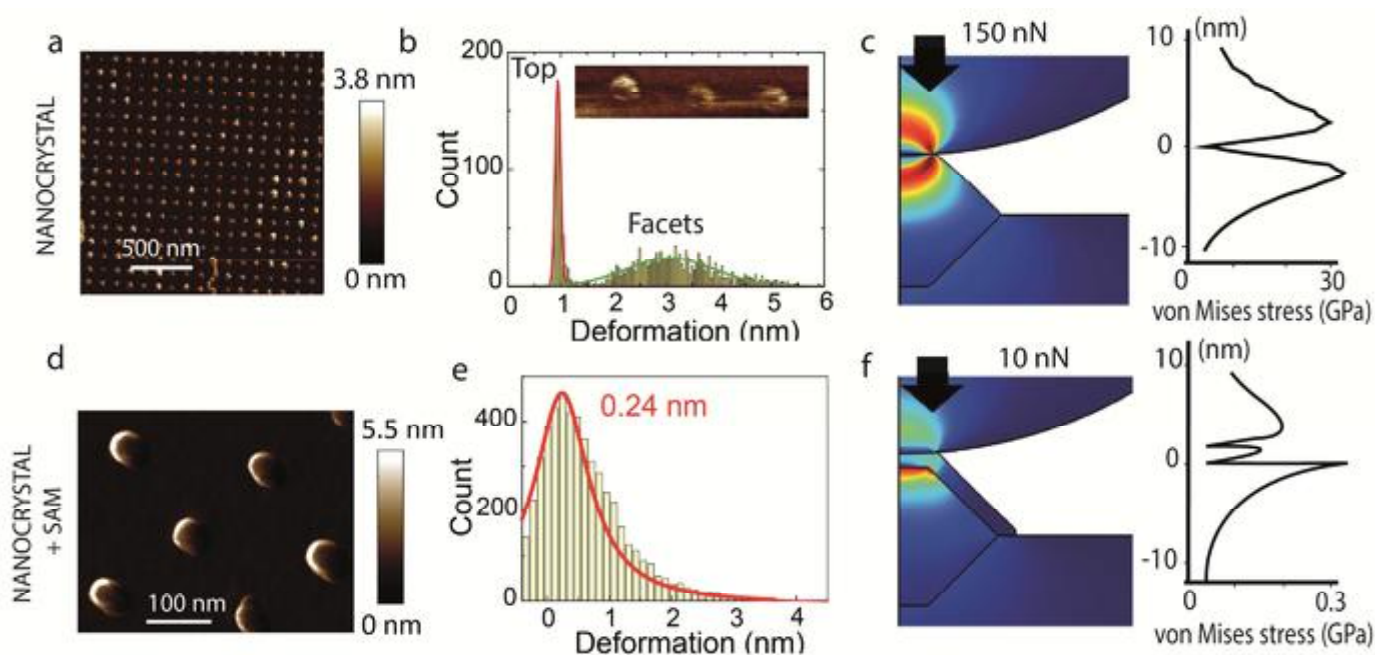 NANOCRYSTAL
a
3.8 nm
500 nm
0 nm
b
200
Top
100
0
Count
Facets
0 1 2 3 4 5 6
Deformation (nm)
c
150 nN
10 (nm)
0
-10
0 30
von Mises stress (GPa)
NANOCRYSTAL
+ SAM
d
5.5 nm
100 nm
0 nm
e
400
200
0
Count
0.24 nm
0 1 2 3 4
Deformation (nm)
f
10 nN
(nm)
10
0
-10
0 0.3
von Mises stress (GPa)